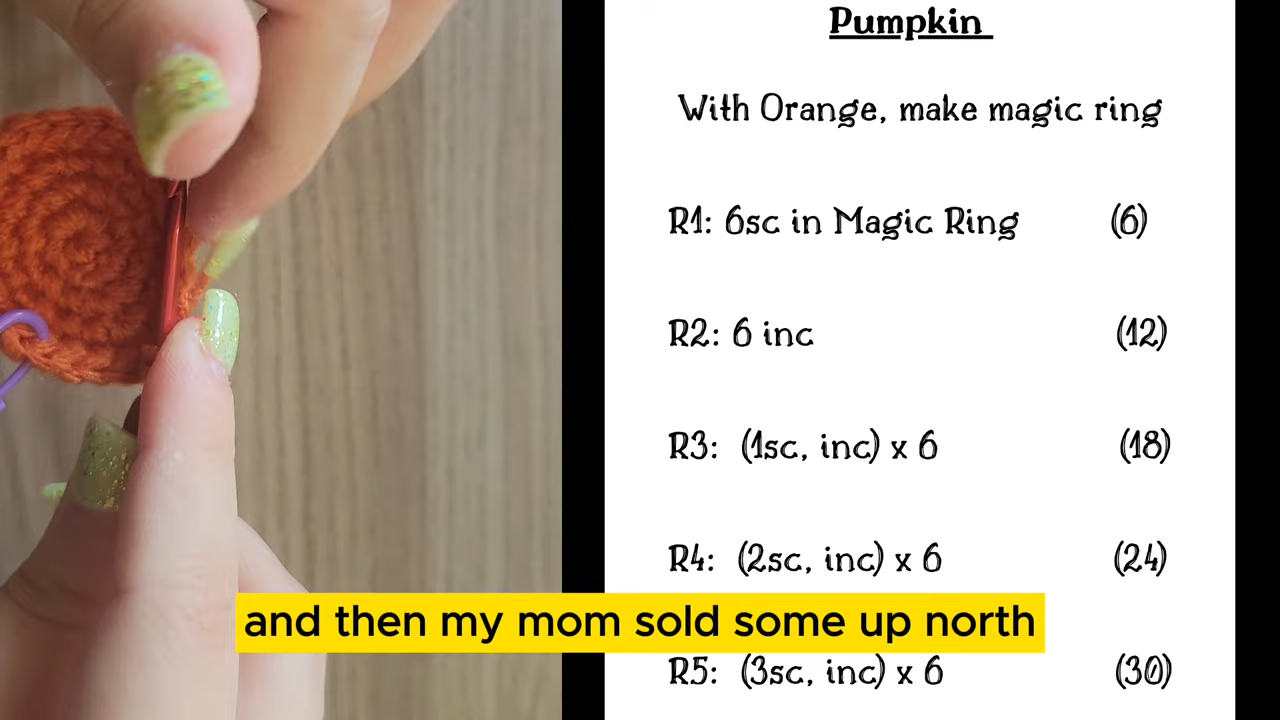 Pumpkin
With Orange, make magic ring
R1: 6sc in Magic Ring (6)
R2: 6 inc (12)
R3: (1sc, inc) x 6 (18)
R4: (2sc, inc) x 6 (24)
and then my mom sold some up north
R5: (3sc, inc) x 6 (30)